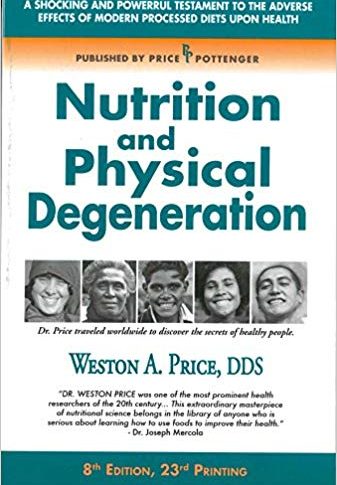 A SHOCKING AND POWERFUL TESTAMENT TO THE ADVERSE
EFFECTS OF MODERN PROCESSED DIETS UPON HEALTH
PUBLISHED BY PRICE PP POTTENGER
Nutrition
and
Physical
Degeneration
Dr. Price traveled worldwide to discover the secrets of healthy people.
WESTON A. PRICE, DDS
"DR. WESTON PRICE was one of the most prominent health
researchers of the 20th century... This extraordinary masterpiece
of nutritional science belongs in the library of anyone who is
serious about learning how to use foods to improve their health."
- Dr. Joseph Mercola
8th EDITION, 23rd PRINTING